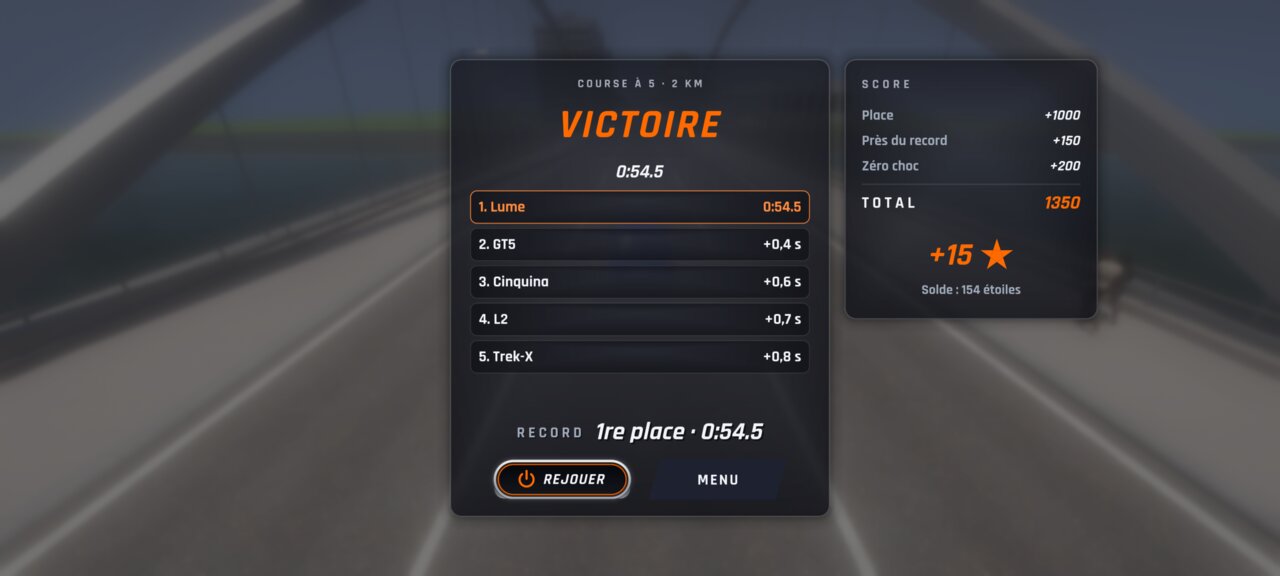 COURSE À 5 · 2 KM
VICTOIRE
0:54.5
1. Lume 0:54.5
2. GT5 +0,4 s
3. Cinquina +0,6 s
4. L2 +0,7 s
5. Trek-X +0,8 s
RECORD 1re place · 0:54.5
REJOUER MENU
SCORE
Place +1000
Près du record +150
Zéro choc +200
TOTAL 1350
+15
Solde : 154 étoiles